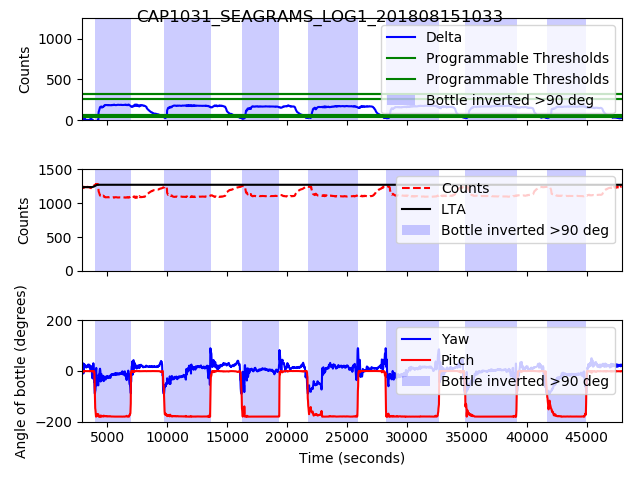 CAP1031_SEAGRAMS_LOG1_201808151033
Counts
1000
500
0
Delta
Programmable Thresholds
Programmable Thresholds
Bottle inverted >90 deg
Counts
1500
1000
500
0
Counts
LTA
Bottle inverted >90 deg
Angle of bottle (degrees)
200
0
−200
Yaw
Pitch
Bottle inverted >90 deg
5000 10000 15000 20000 25000 30000 35000 40000 45000
Time (seconds)